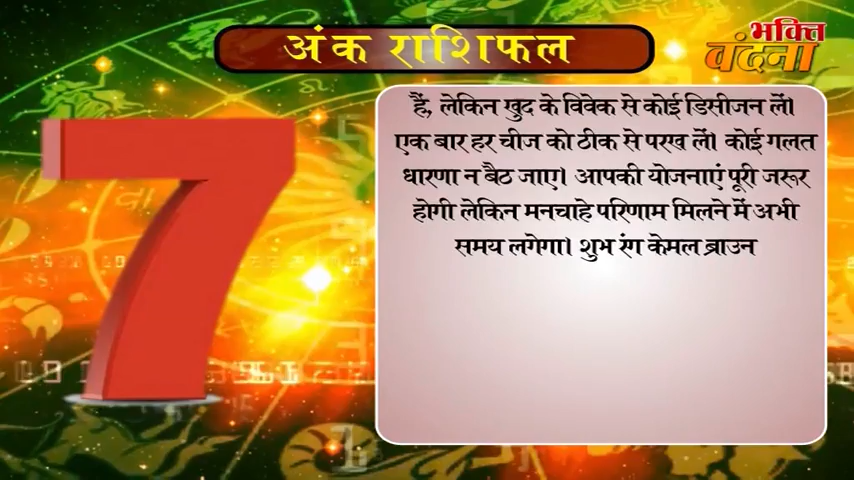 अंक राशिफल
भक्ति
वंदना
7
हैं, लेकिन खुद के विवेक से कोई डिसीजन लें।
एक बार हर चीज को ठीक से परख लें। कोई गलत
धारणा न बैठ जाए। आपकी योजनाएं पूरी जरूर
होगी लेकिन मनचाहे परिणाम मिलने में अभी
समय लगेगा। शुभ रंग केमल ब्राउन